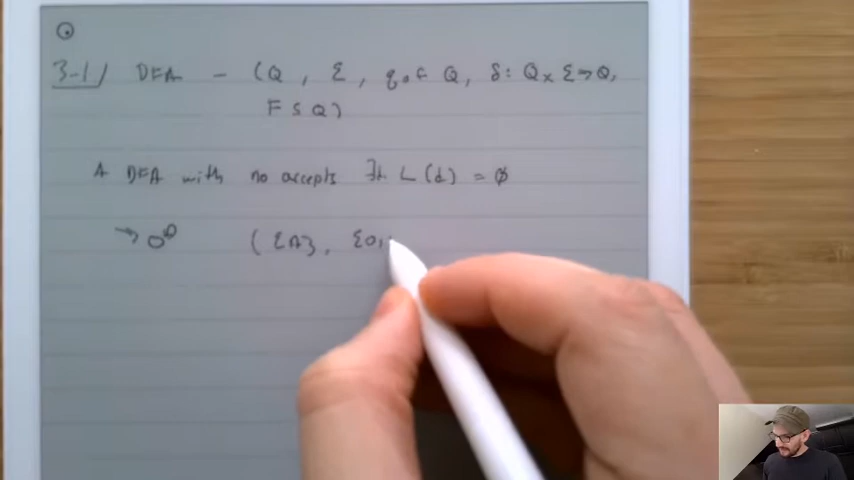 3-1/ DFA - (Q, Σ, q₀ ∈ Q, δ: Q × Σ → Q,
F ⊆ Q)
A DFA with no accepts ∃d. L(d) = ∅
→ ({A}, {0,